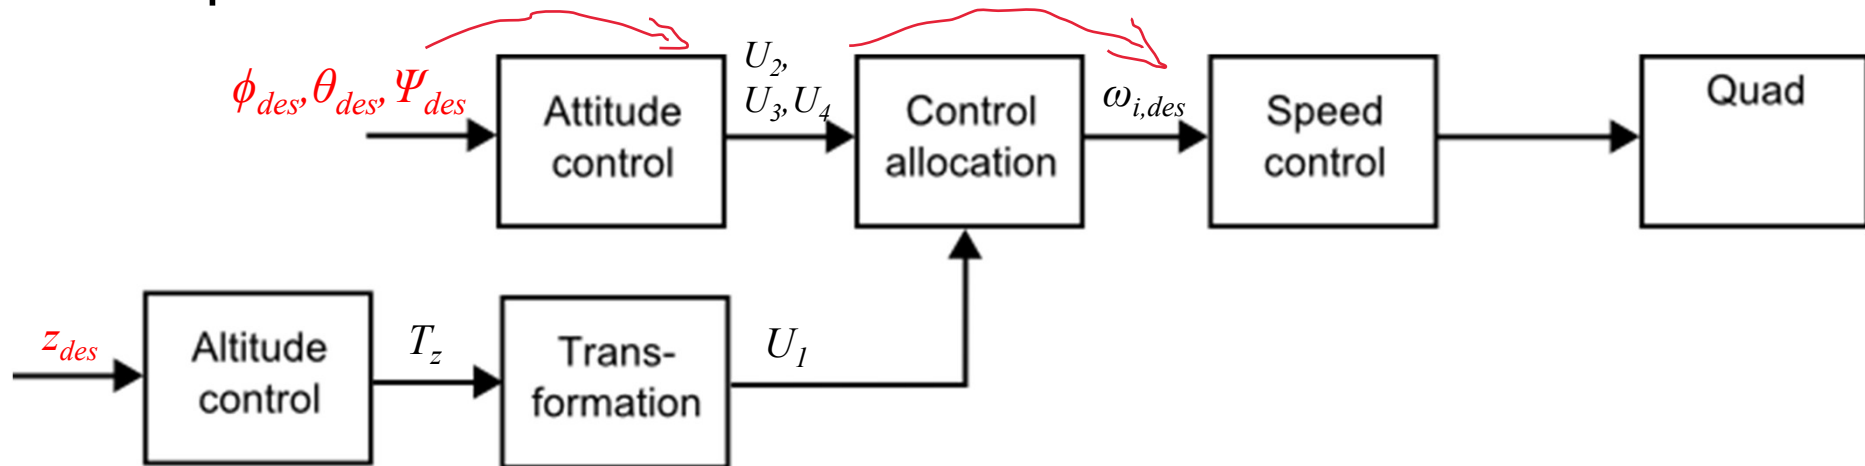 ϕdes,θdes,Ψdes
Attitude
control
U2,
U3,U4
Control
allocation
ωi,des
Speed
control
Quad
zdes
Altitude
control
Tz
Trans-
formation
U1